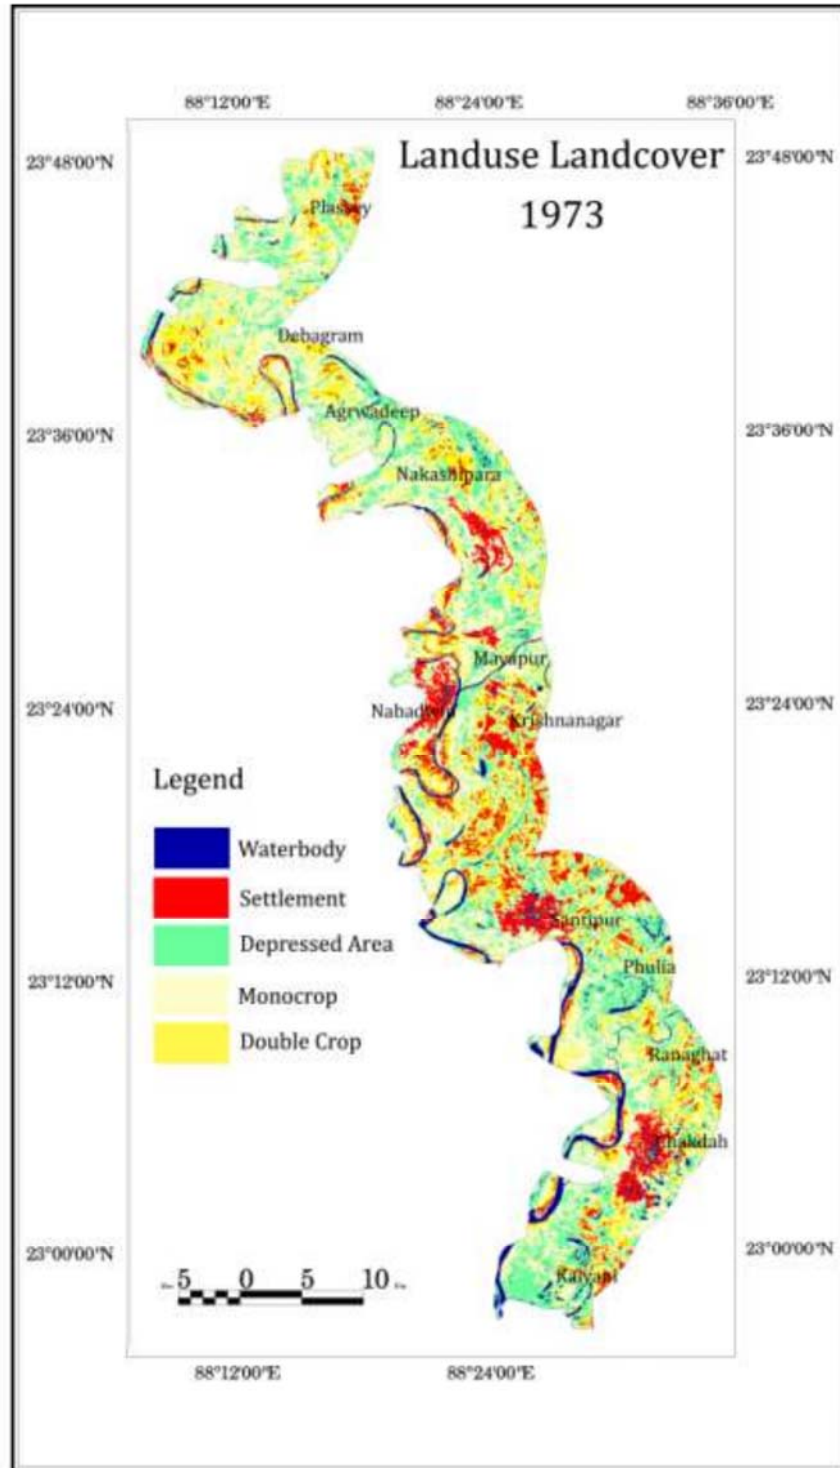 88°12'00"E 88°24'00"E 88°36'00"E
Landuse Landcover
1973
23°48'00"N 23°48'00"N
Plassey
Debagram
Agrwadeep
23°36'00"N 23°36'00"N
Nakashipara
Mayapur
23°24'00"N Nabadwip Krishnanagar 23°24'00"N
Legend
Waterbody
Settlement
Depressed Area
Monocrop
Double Crop
Santipur
Phulia
23°12'00"N 23°12'00"N
Ranaghat
Chakdah
23°00'00"N 23°00'00"N
Kalyani
5 0 5 10
88°12'00"E 88°24'00"E